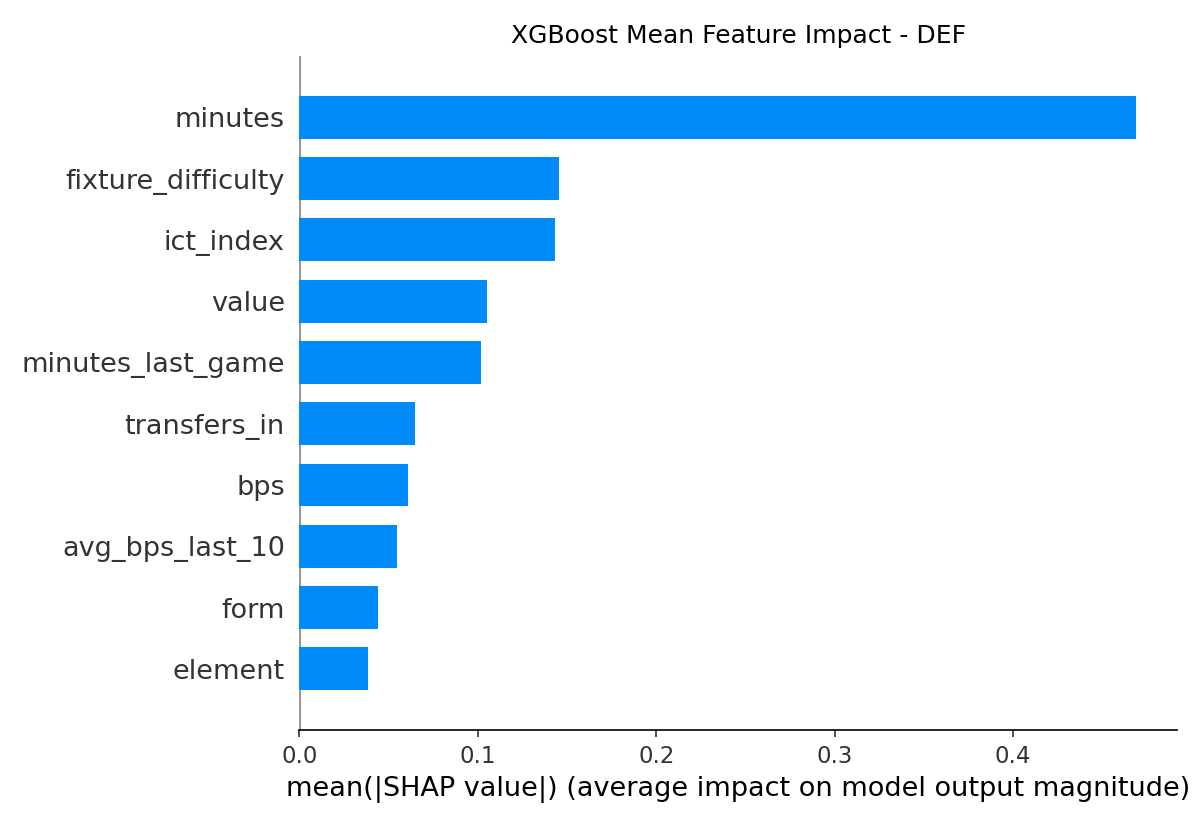 XGBoost Mean Feature Impact - DEF
minutes
fixture_difficulty
ict_index
value
minutes_last_game
transfers_in
bps
avg_bps_last_10
form
element
0.0 0.1 0.2 0.3 0.4
mean(|SHAP value|) (average impact on model output magnitude)